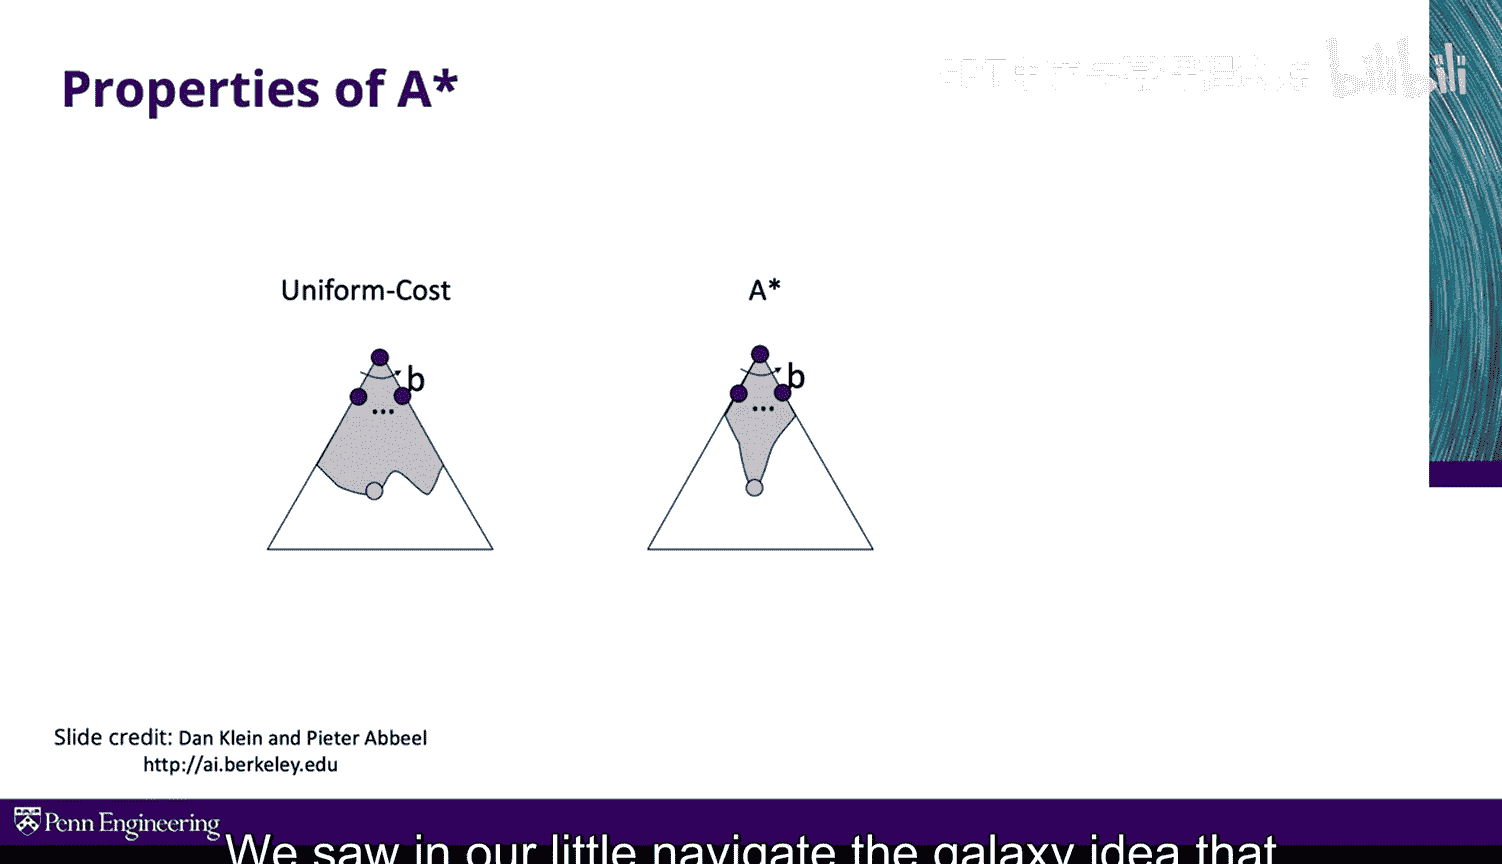 Properties of A*
bilibili
Uniform-Cost
A*
b
b
...
...
Slide credit: Dan Klein and Pieter Abbeel
http://ai.berkeley.edu
Penn Engineering
We saw in our little navigate the galaxy idea that